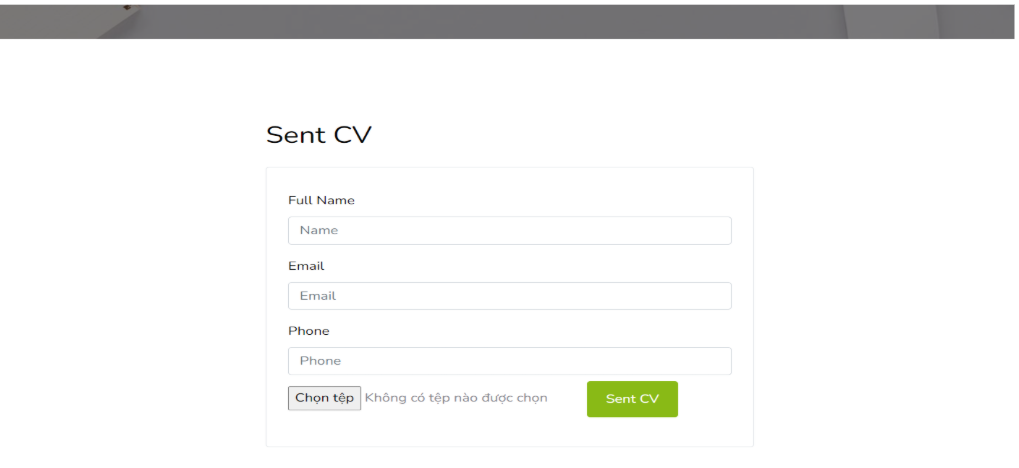 Sent CV
Full Name
Name
Email
Email
Phone
Phone
Chọn tệp Không có tệp nào được chọn Sent CV